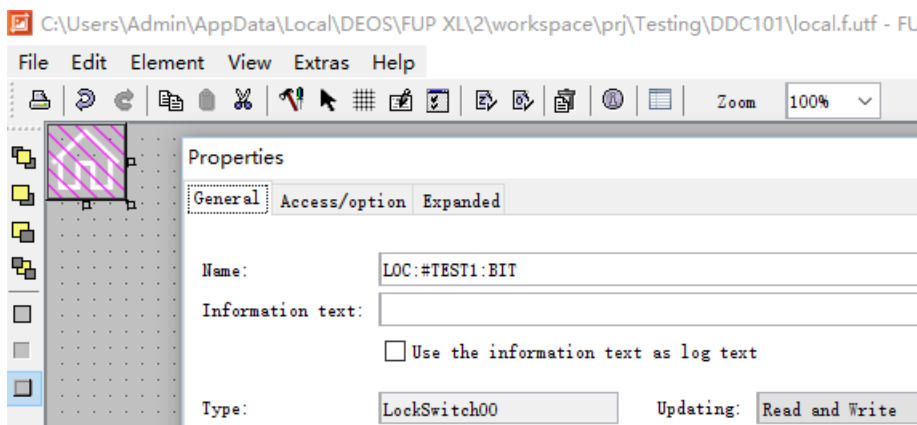 C:\Users\Admin\AppData\Local\DEOS\FUP XL\2\workspace\prj\Testing\DDC101\local.f.utf - FU
File Edit Element View Extras Help
Zoom 100%
Properties
General Access/option Expanded
Name: LOC:#TEST1:BIT
Information text:
Use the information text as log text
Type: LockSwitch00 Updating: Read and Write